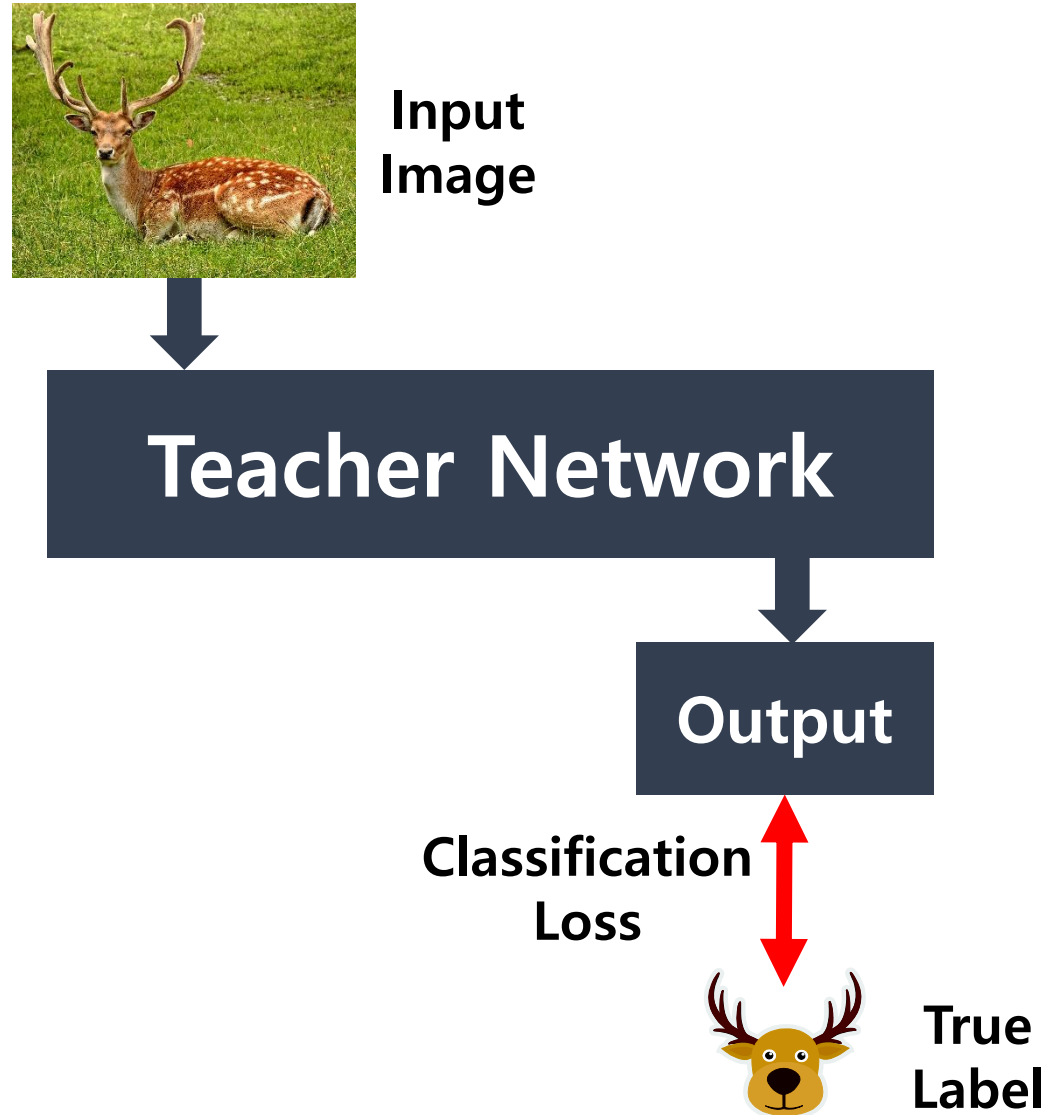 Input
Image
Teacher Network
Output
Classification
Loss
True
Label